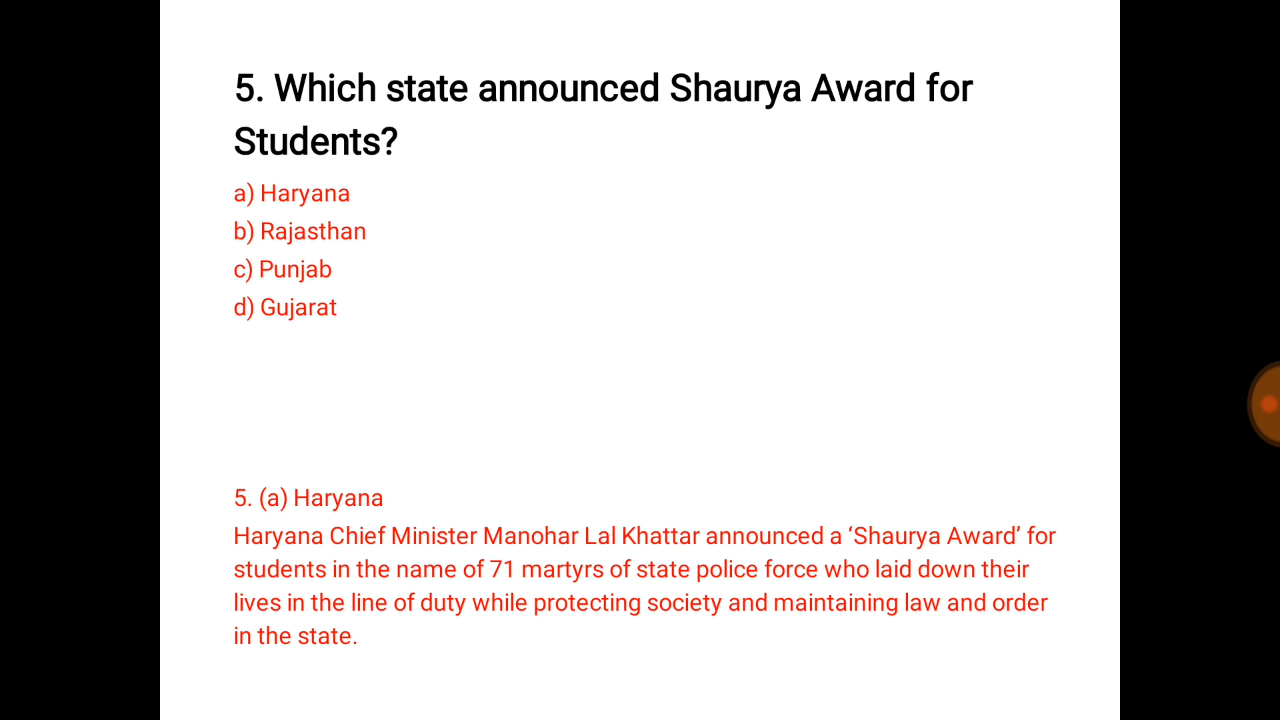 5. Which state announced Shaurya Award for
Students?
a) Haryana
b) Rajasthan
c) Punjab
d) Gujarat
5. (a) Haryana
Haryana Chief Minister Manohar Lal Khattar announced a ‘Shaurya Award’ for
students in the name of 71 martyrs of state police force who laid down their
lives in the line of duty while protecting society and maintaining law and order
in the state.